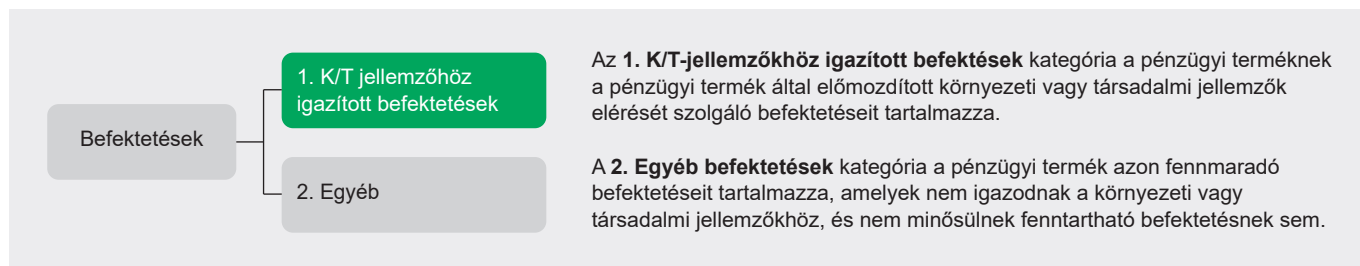 Befektetések
1. K/T jellemzőhöz
igazított befektetések
2. Egyéb
Az 1. K/T-jellemzőkhöz igazított befektések kategória a pénzügyi terméknek
a pénzügyi termék által előmozdított környezeti vagy társadalmi jellemzők
elérését szolgáló befektetéseit tartalmazza.
A 2. Egyéb befektetések kategória a pénzügyi termék azon fennmaradó
befektetéseit tartalmazza, amelyek nem igazodnak a környezeti vagy
társadalmi jellemzőkhöz, és nem minősülnek fenntartható befektetésnek sem.